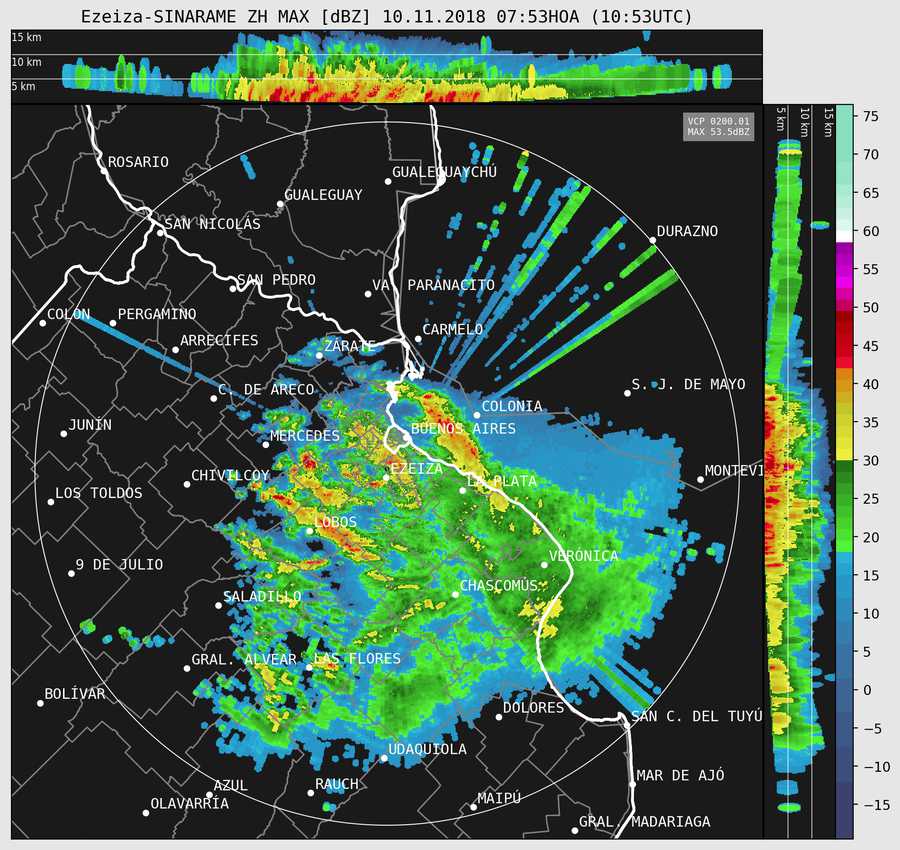 Ezeiza-SINARAME ZH MAX [dBZ] 10.11.2018 07:53HOA (10:53UTC)
15 km
10 km
5 km
5 km
10 km
15 km
VCP 0200.01
MAX 53.5dBZ
ROSARIO
GUALEGUAYCHÚ
GUALEGUAY
SAN NICOLÁS
DURAZNO
SAN PEDRO
VA. PARANACITO
COLÓN
PERGAMINO
CARMELO
ARRECIFES
ZÁRATE
C. DE ARECO
S. J. DE MAYO
COLONIA
JUNÍN
MERCEDES
BUENOS AIRES
EZEIZA
MONTEVI
CHIVILCOY
LA PLATA
LOS TOLDOS
LOBOS
VERÓNICA
9 DE JULIO
CHASCOMÚS
SALADILLO
GRAL. ALVEAR
LAS FLORES
BOLÍVAR
DOLORES
SAN C. DEL TUYÚ
UDAQUIOLA
MAR DE AJÓ
AZUL
RAUCH
OLAVARRÍA
MAIPÚ
GRAL. MADARIAGA
75
70
65
60
55
50
45
40
35
30
25
20
15
10
5
0
−5
−10
−15